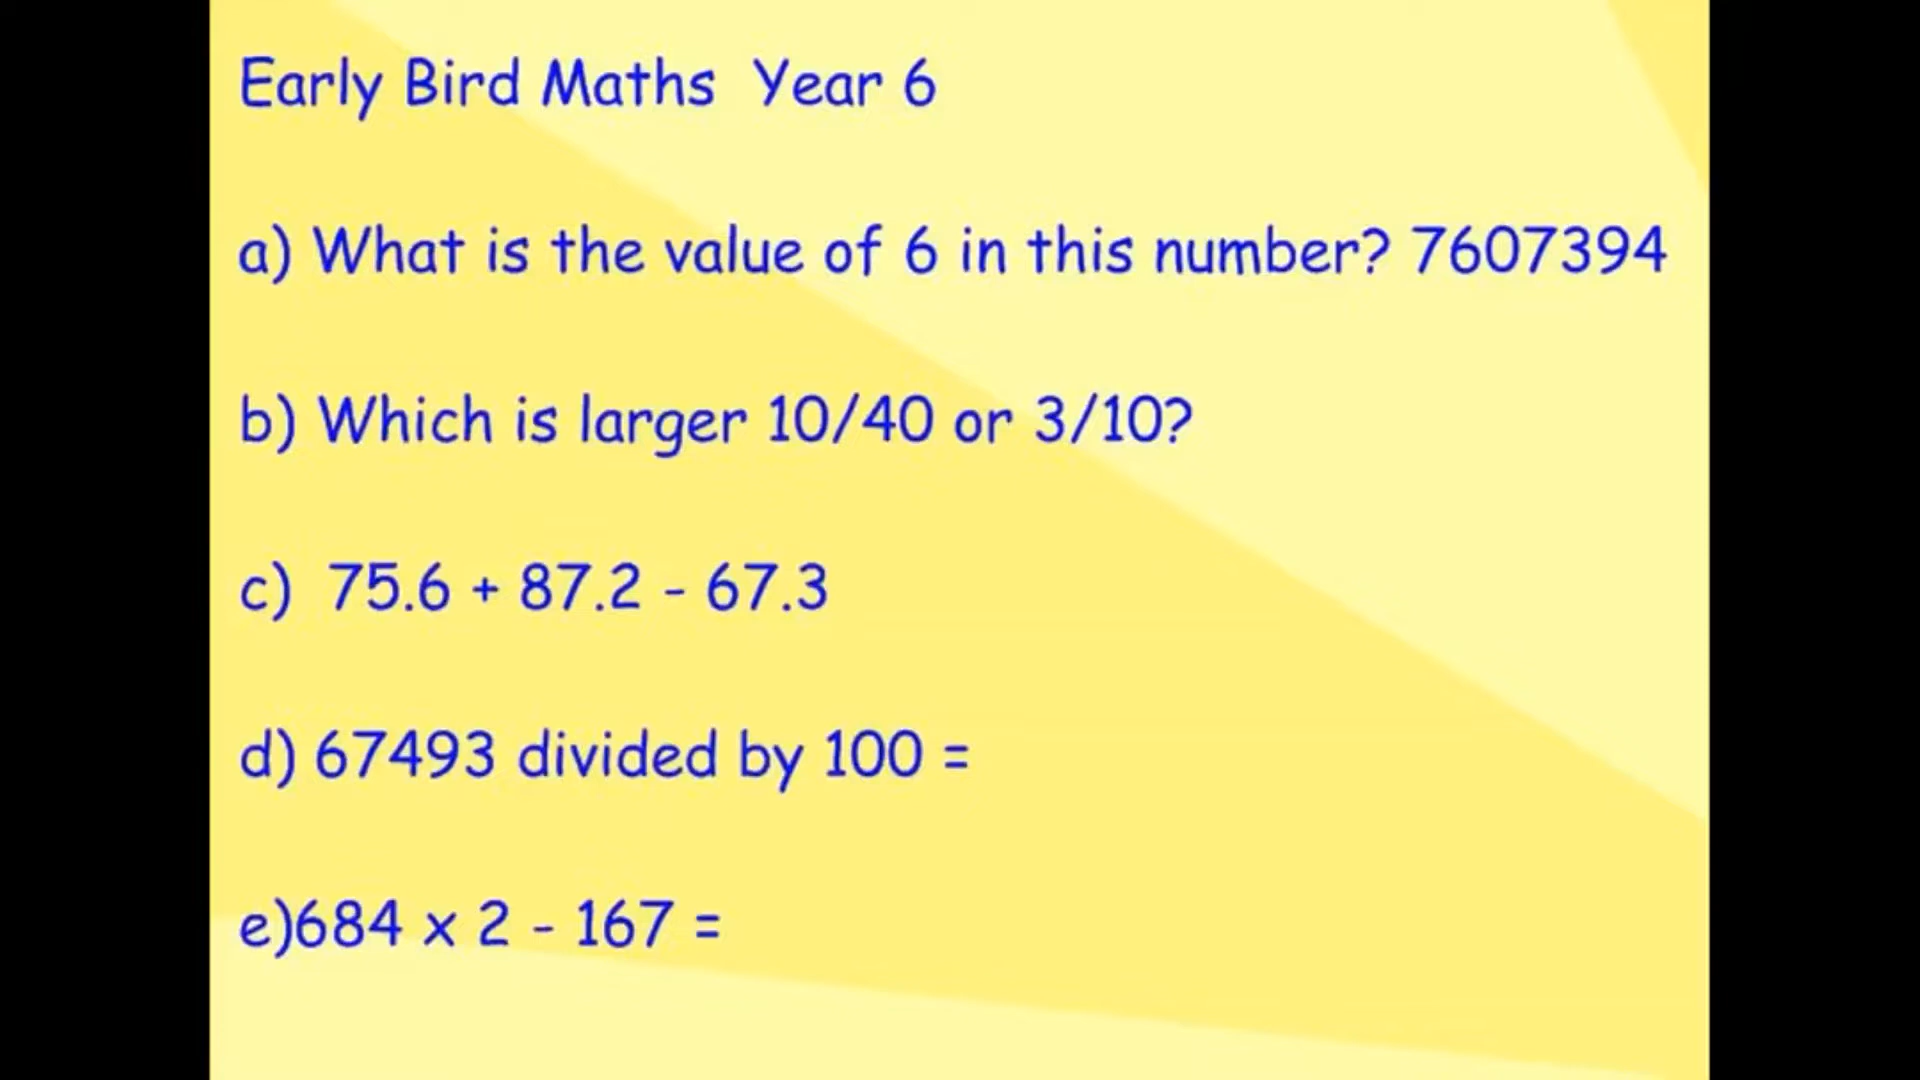 Early Bird Maths  Year 6
a) What is the value of 6 in this number? 7607394
b) Which is larger 10/40 or 3/10?
c)  75.6 + 87.2 - 67.3
d) 67493 divided by 100 =
e)684 x 2 - 167 =